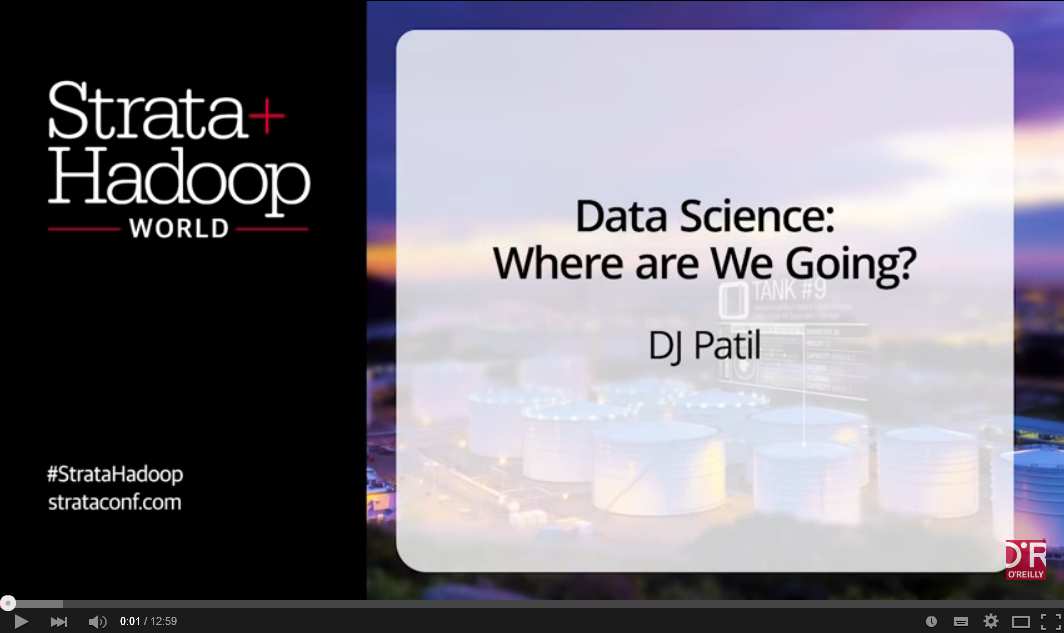 Strata+
Hadoop
WORLD
#StrataHadoop
strataconf.com
Data Science:
Where are We Going?
TANK #9
DJ Patil
O'R
O'REILLY
0:01 / 12:59